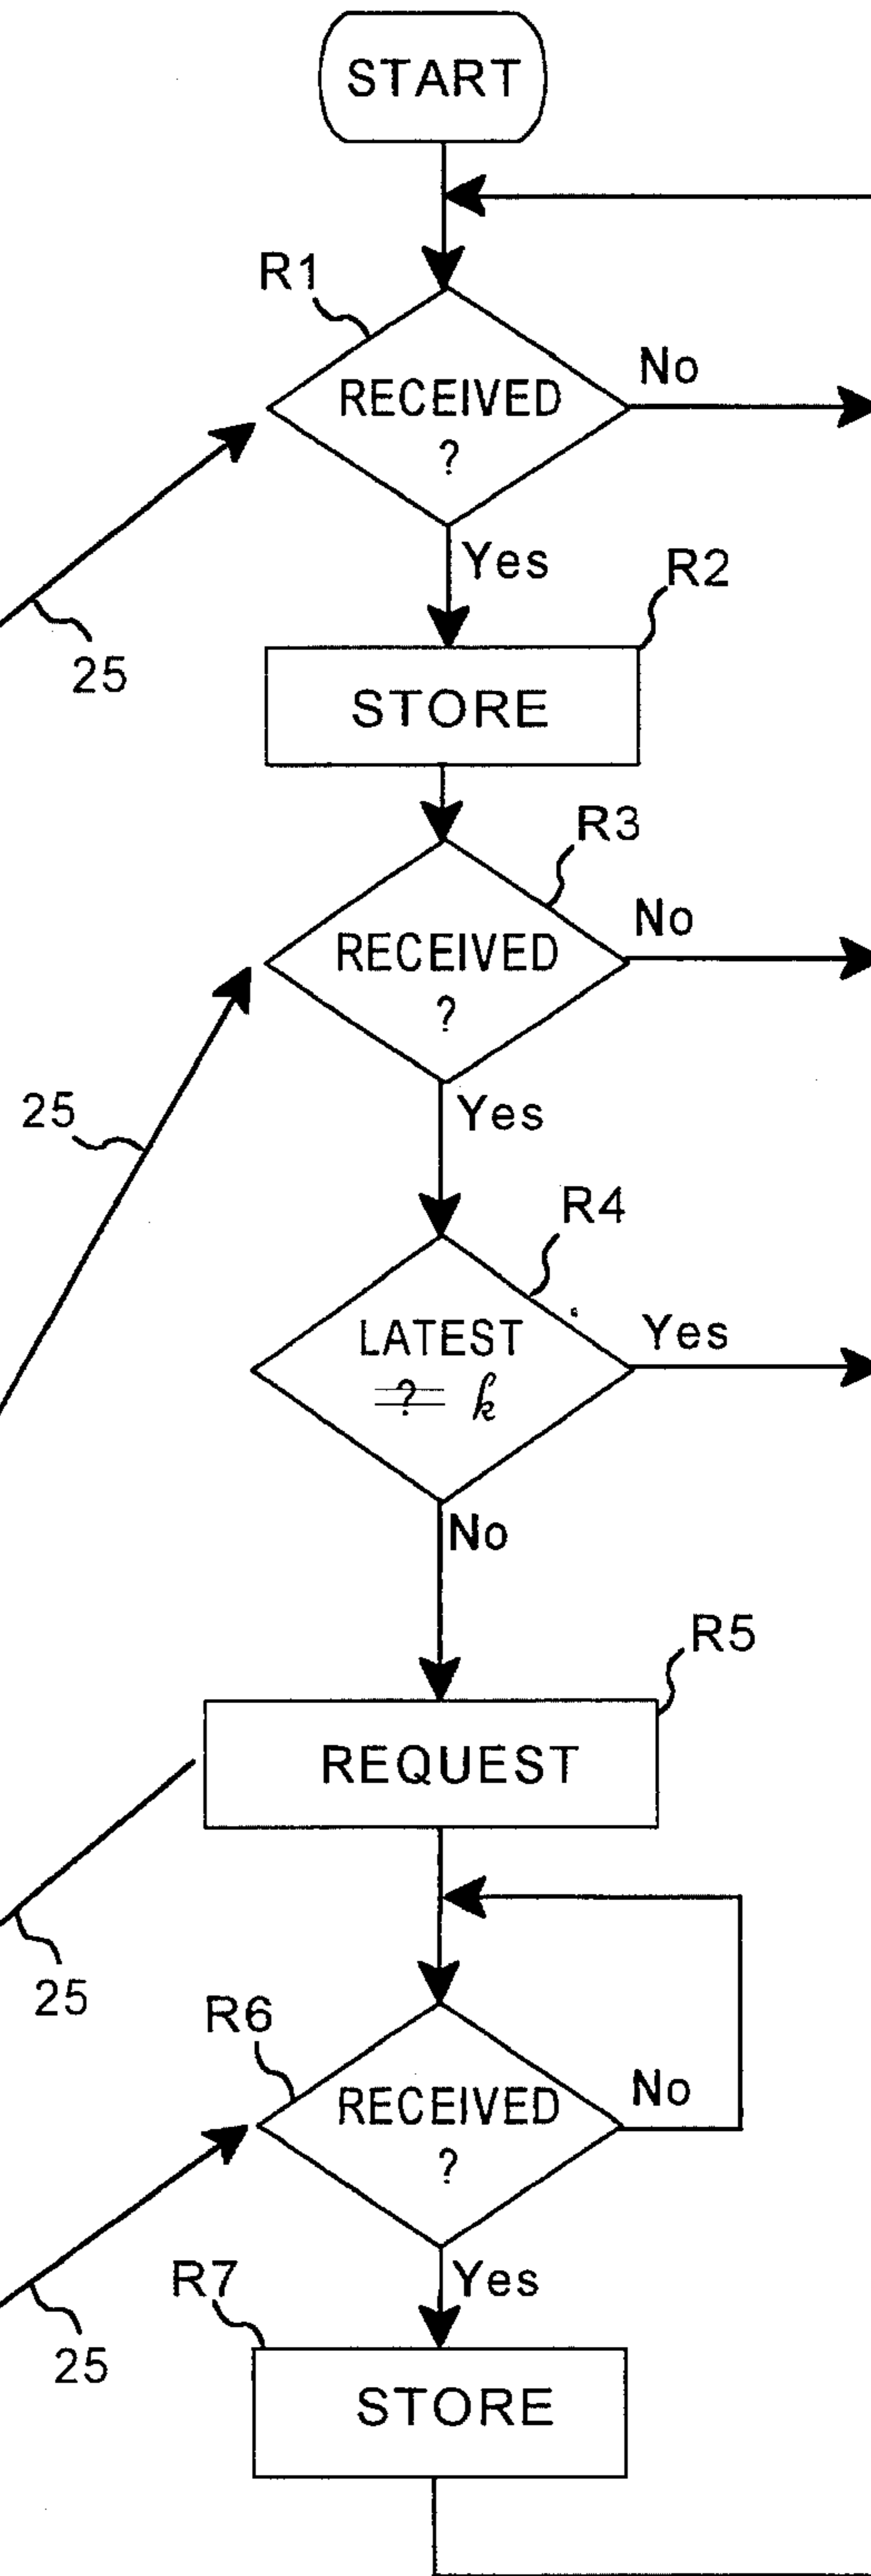 START
R1
RECEIVED
?
No
Yes
25
R2
STORE
R3
RECEIVED
?
No
Yes
25
R4
LATEST
? k
Yes
No
R5
REQUEST
25
R6
RECEIVED
?
No
Yes
25
R7
STORE